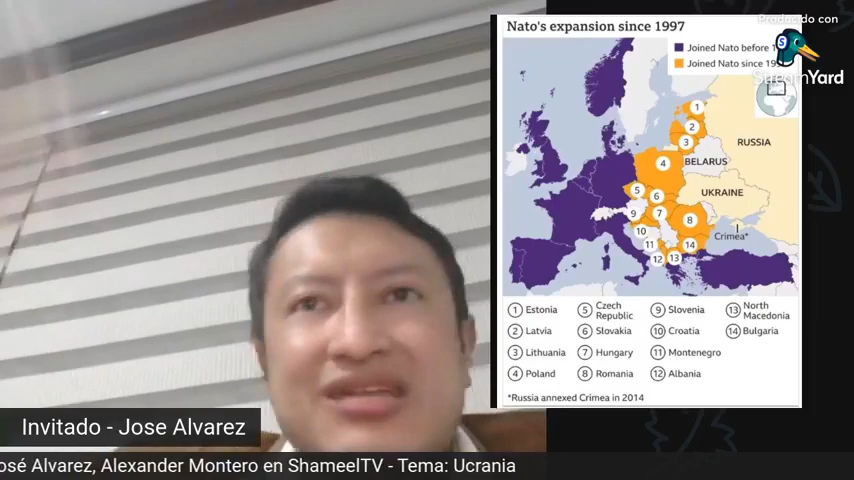 Producido con
StreamYard
Nato's expansion since 1997
Joined Nato before
Joined Nato since
1
2
3
4
5
6
7
8
9
10
11
12
13
14
RUSSIA
BELARUS
UKRAINE
Crimea*
1 Estonia
2 Latvia
3 Lithuania
4 Poland
5 Czech
Republic
6 Slovakia
7 Hungary
8 Romania
9 Slovenia
10 Croatia
11 Montenegro
12 Albania
13 North
Macedonia
14 Bulgaria
*Russia annexed Crimea in 2014
Invitado - Jose Alvarez
osé Alvarez, Alexander Montero en ShameelTV - Tema: Ucrania